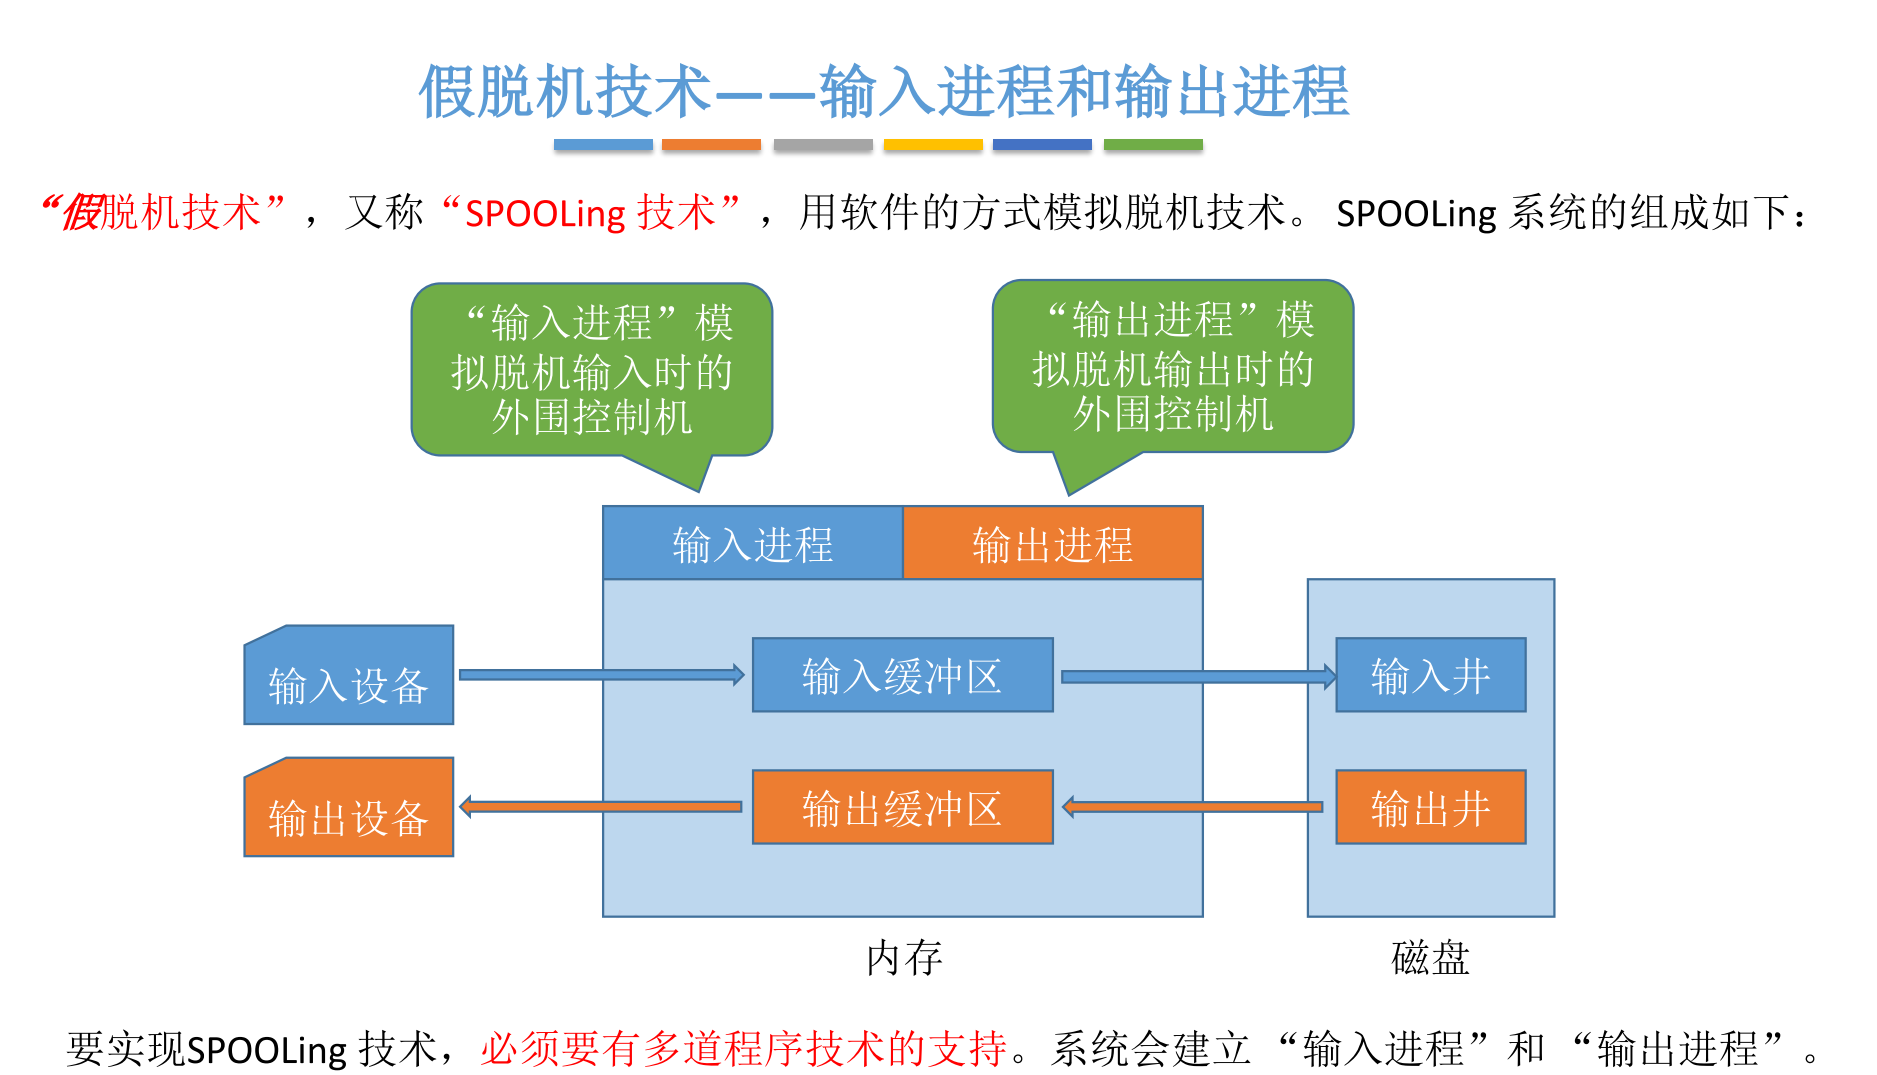 假脱机技术——输入进程和输出进程
“假脱机技术”，又称“SPOOLing 技术”，用软件的方式模拟脱机技术。 SPOOLing 系统的组成如下：
“输入进程”模
拟脱机输入时的
外围控制机
“输出进程”模
拟脱机输出时的
外围控制机
输入进程
输出进程
输入设备
输入缓冲区
输入井
输出设备
输出缓冲区
输出井
内存
磁盘
要实现SPOOLing 技术，必须要有多道程序技术的支持。系统会建立“输入进程”和“输出进程”。